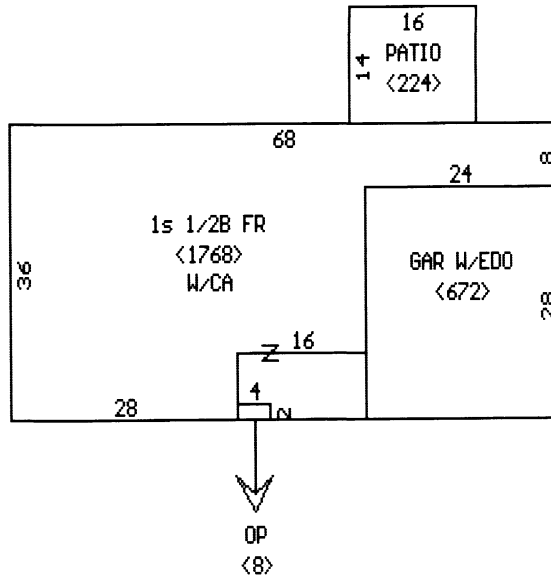 16
PATIO
14
<224>
68
8
24
1s 1/2B FR
<1768>
W/CA
36
GAR W/EDO
<672>
28
Z
16
4
28
2
OP
<8>